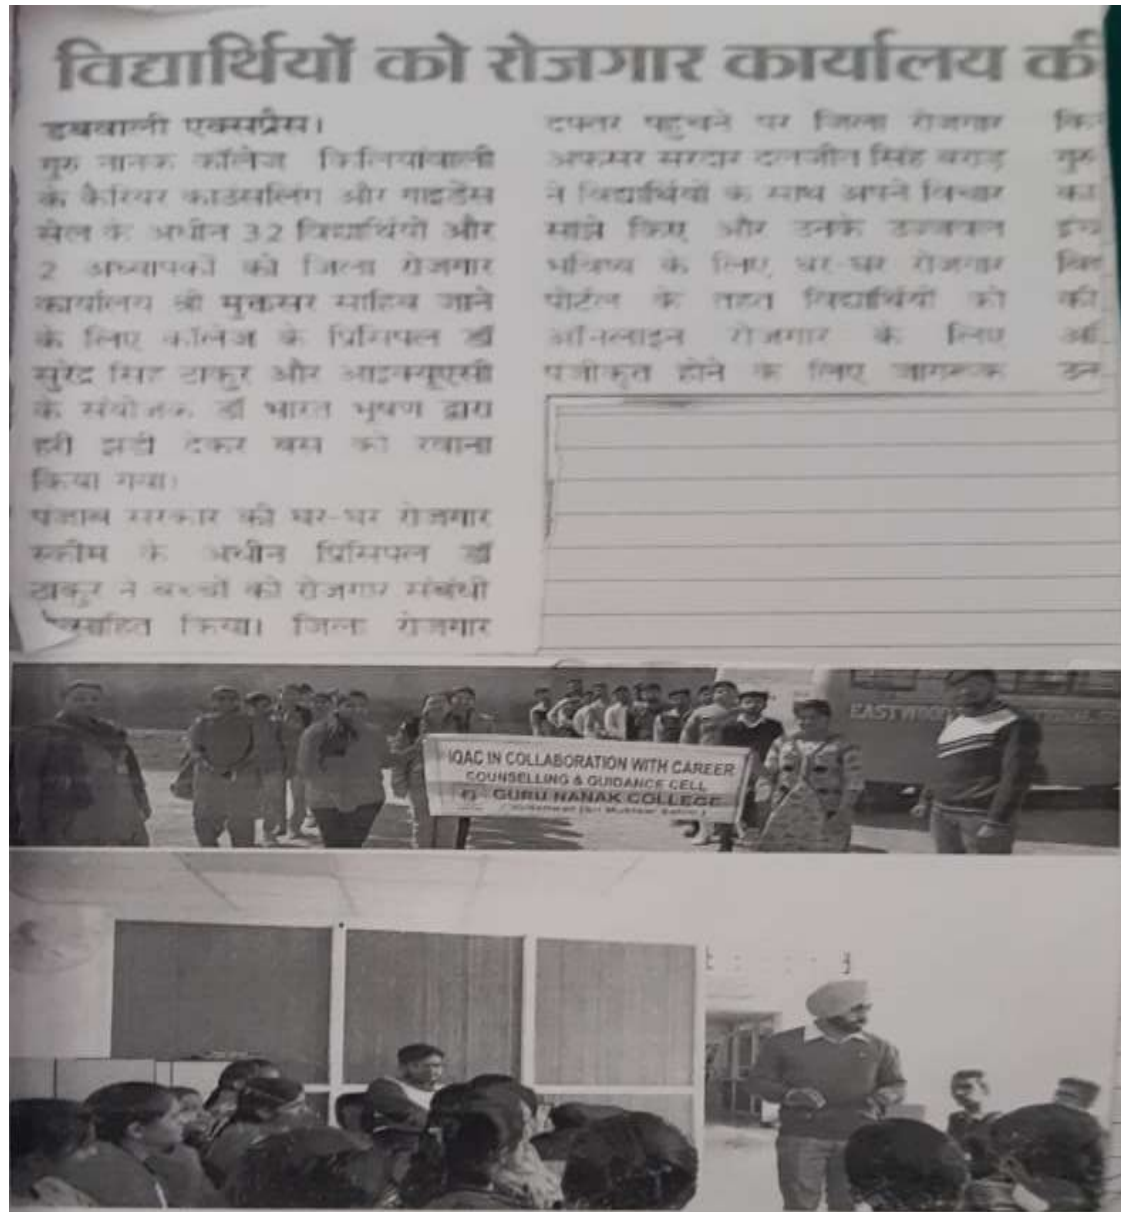 विद्यार्थियों को रोजगार कार्यालय की
डबवाली एक्सप्रैस।
गुरु नानक कॉलेज किलियांवाली
के कैरियर काउंसलिंग और गाइडेंस
सेल के अधीन 32 विद्यार्थियों और
2 अध्यापकों को जिला रोजगार
कार्यालय श्री मुक्तसर साहिब जाने
के लिए कॉलेज के प्रिंसिपल डॉ
सुरेंद्र सिंह ठाकुर और आइक्यूएसी
के संयोजक डॉ भारत भूषण द्वारा
हरी झंडी देकर बस को रवाना
किया गया।
पंजाब सरकार की घर-घर रोजगार
स्कीम के अधीन प्रिंसिपल डॉ
ठाकुर ने बच्चों को रोजगार संबंधी
किया। जिला रोजगार
दफ्तर पहुंचने पर जिला रोजगार
अफसर सरदार दलजीत सिंह बराड़
ने विद्यार्थियों के साथ अपने विचार
सांझे किए और उनके उज्जवल
भविष्य के लिए घर-घर रोजगार
पोर्टल के तहत विद्यार्थियों को
ऑनलाइन रोजगार के लिए
पंजीकृत होने के लिए जागरूक
गुरु
की
उन
EASTWOOD
IQAC IN COLLABORATION WITH CAREER
COUNSELLING & GUIDANCE CELL
GURU NANAK COLLEGE